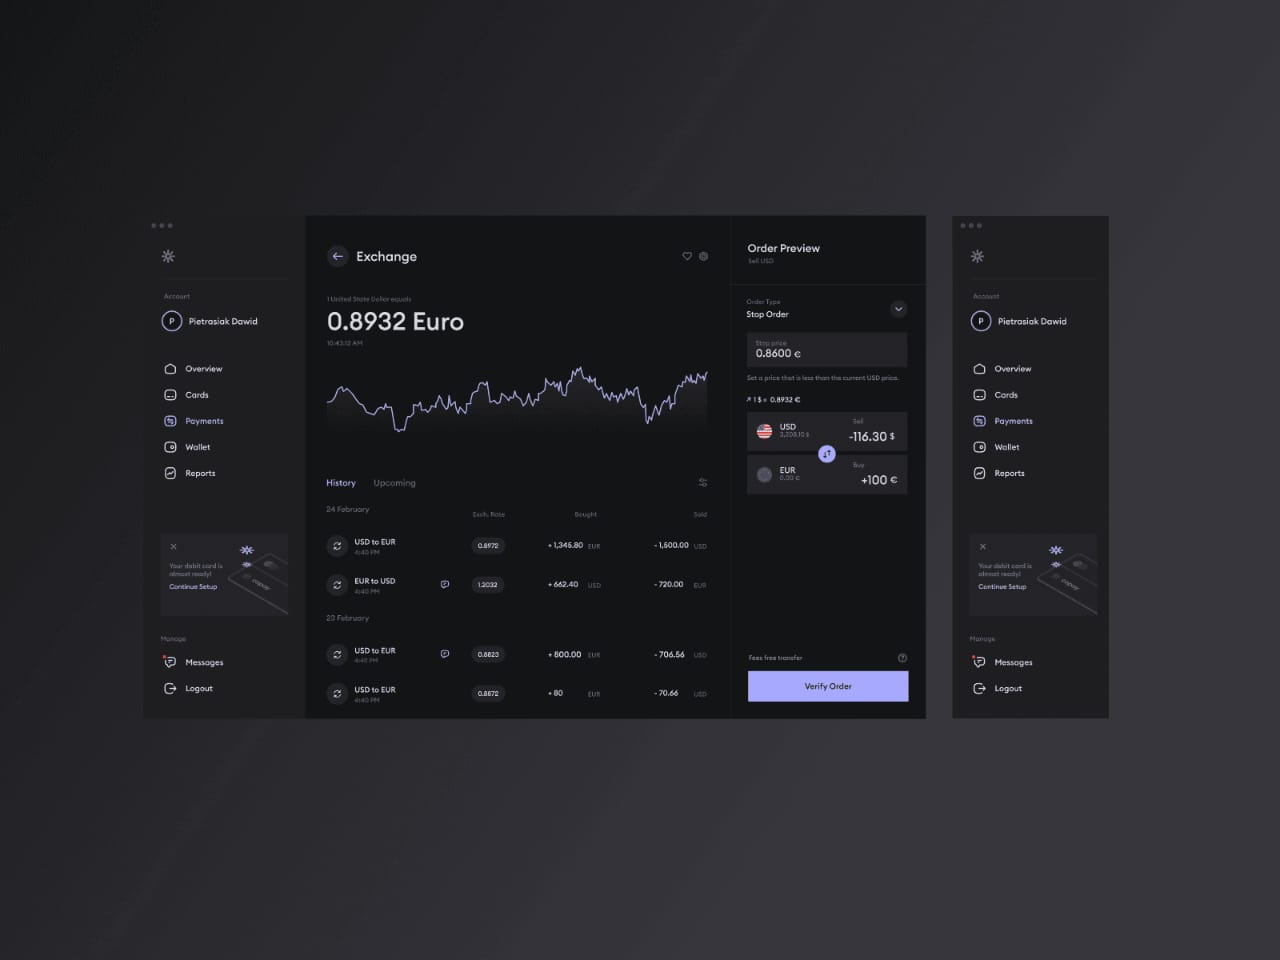 Account
P
Pietrasiak Dawid
Overview
Cards
Payments
Wallet
Reports
Your debit card is
almost ready!
Continue Setup
copay
Manage
Messages
Logout
Exchange
1 United State Dollar equals
0.8932 Euro
10:43:12 AM
History Upcoming
24 February
Exch. Rate Bought Sold
USD to EUR
4:40 PM
0.8972 + 1,345.80 EUR - 1,500.00 USD
EUR to USD
4:40 PM
1.2032 + 662.40 USD - 720.00 EUR
20 February
USD to EUR
4:40 PM
0.8823 + 800.00 EUR - 706.56 USD
USD to EUR
4:40 PM
0.8872 + 80 EUR - 70.66 USD
Order Preview
Sell USD
Order Type
Stop Order
Stop price
0.8600 €
Set a price that is less than the current USD price.
1 $ = 0.8932 €
USD
3,208.10 $
Sell
-116.30 $
EUR
0.00 €
Buy
+100 €
Fees free transfer
Verify Order
Account
P
Pietrasiak Dawid
Overview
Cards
Payments
Wallet
Reports
Your debit card is
almost ready!
Continue Setup
copay
Manage
Messages
Logout